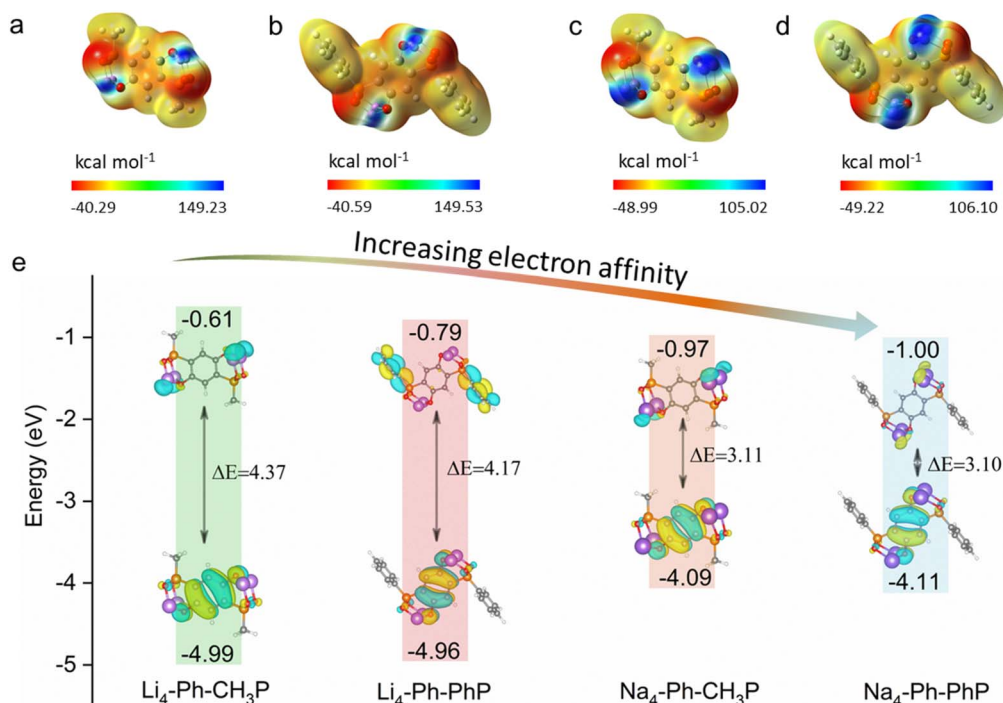 a b c d
kcal mol⁻¹ kcal mol⁻¹ kcal mol⁻¹ kcal mol⁻¹
-40.29 149.23 -40.59 149.53 -48.99 105.02 -49.22 106.10
e
Increasing electron affinity
Energy (eV)
-1
-2
-3
-4
-5
-0.61
ΔE=4.37
-4.99
-0.79
ΔE=4.17
-4.96
-0.97
ΔE=3.11
-4.09
-1.00
ΔE=3.10
-4.11
Li₄-Ph-CH₃P Li₄-Ph-PhP Na₄-Ph-CH₃P Na₄-Ph-PhP